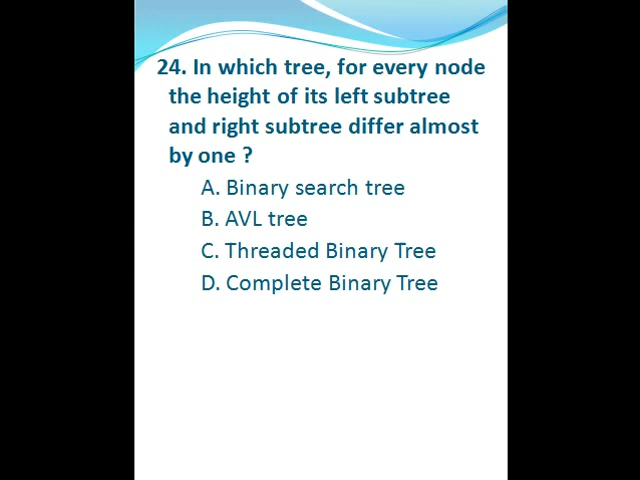 24. In which tree, for every node
the height of its left subtree
and right subtree differ almost
by one ?
A. Binary search tree
B. AVL tree
C. Threaded Binary Tree
D. Complete Binary Tree